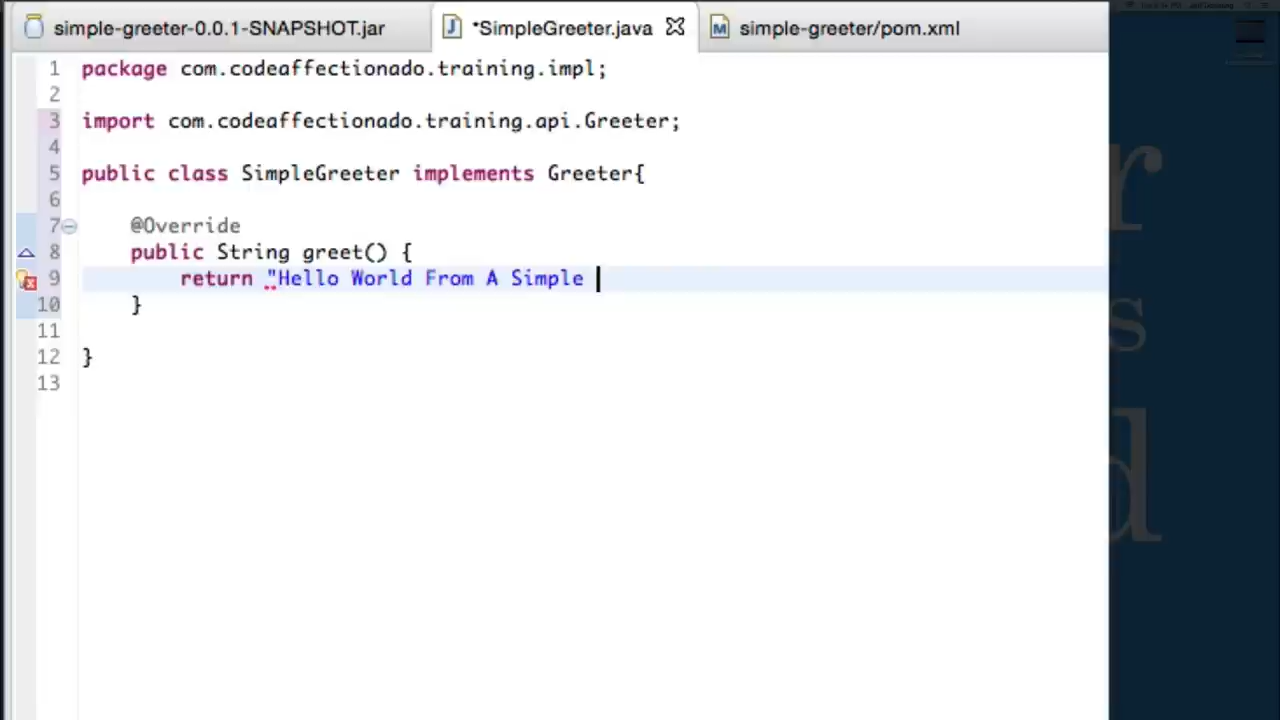 simple-greeter-0.0.1-SNAPSHOT.jar
*SimpleGreeter.java
simple-greeter/pom.xml
1 package com.codeaffectionado.training.impl;
2
3 import com.codeaffectionado.training.api.Greeter;
4
5 public class SimpleGreeter implements Greeter{
6
7 @Override
8 public String greet() {
9 return "Hello World From A Simple
10 }
11
12 }
13
r
s
d